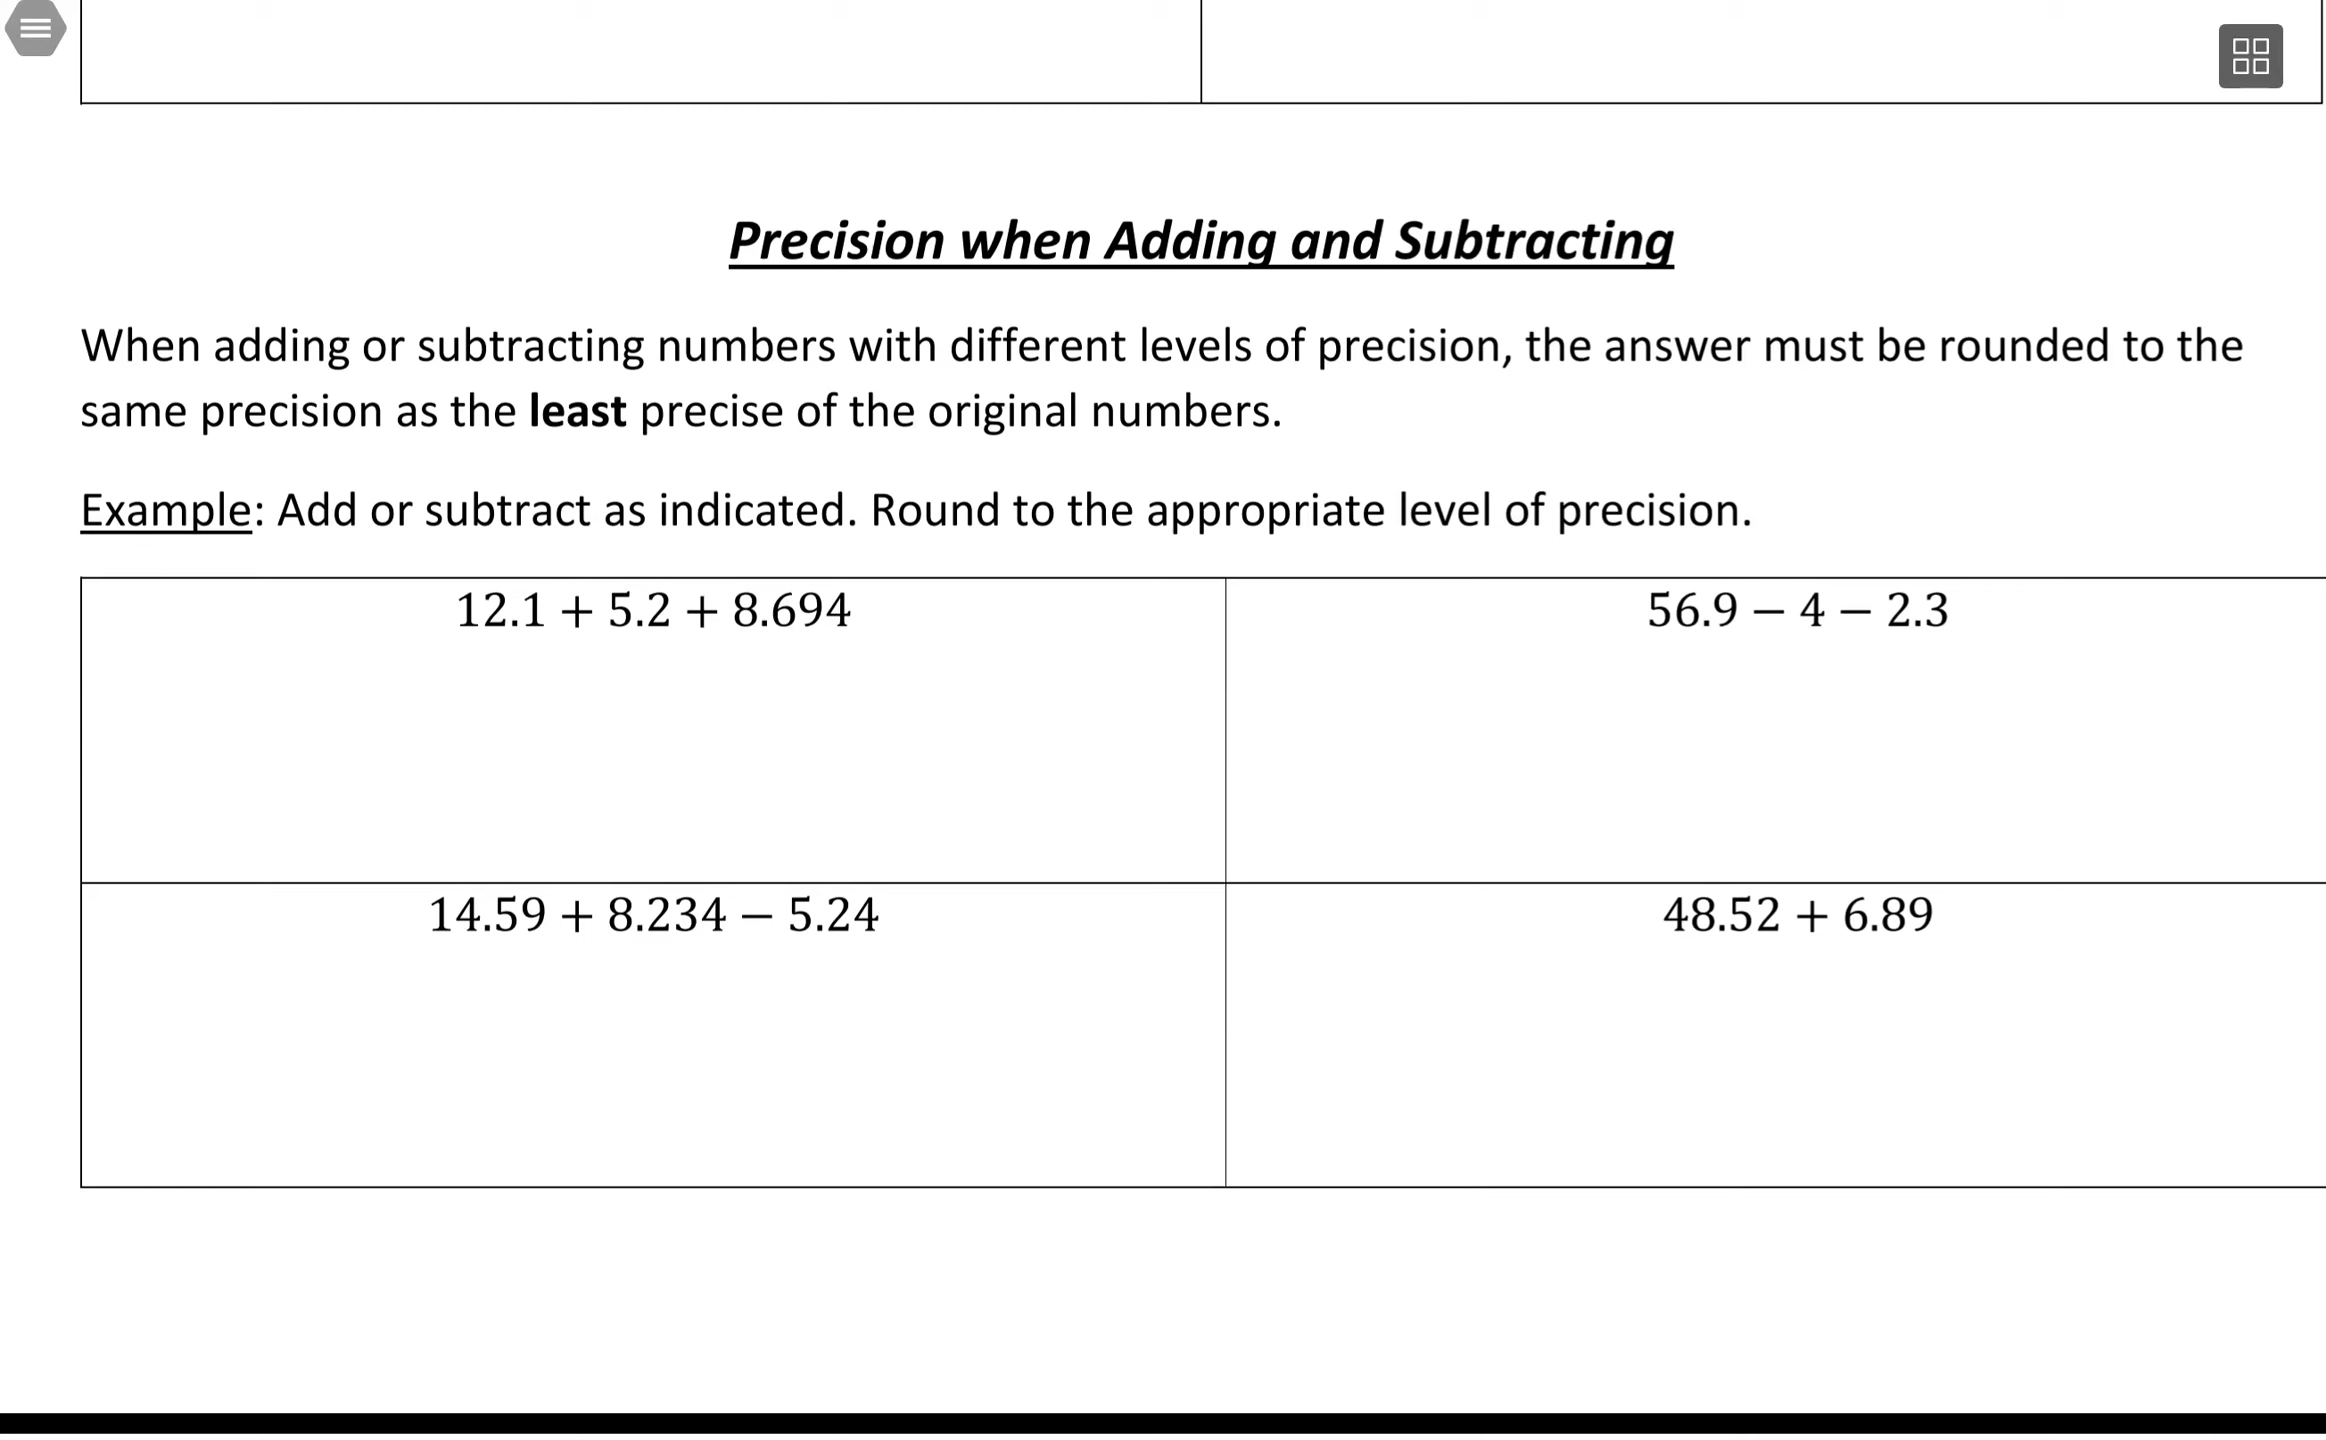 Precision when Adding and Subtracting
When adding or subtracting numbers with different levels of precision, the answer must be rounded to the
same precision as the least precise of the original numbers.
Example: Add or subtract as indicated. Round to the appropriate level of precision.
12.1 + 5.2 + 8.694
56.9 − 4 − 2.3
14.59 + 8.234 − 5.24
48.52 + 6.89